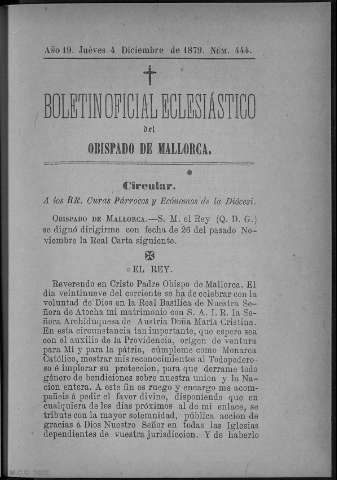 Año 19. Juéves 4 Diciembre de 1879. Núm. 444.
BOLETIN OFICIAL ECLESIÁSTICO
del
OBISPADO DE MALLORCA.
Circular.
A los RR. Curas Párrocos y Ecónomos de la Diócesi.
Obispado de Mallorca.—S. M. el Rey (Q. D. G.)
se dignó dirigirme con fecha de 26 del pasado No-
viembre la Real Carta siguiente.
EL REY.
Reverendo en Cristo Padre Obispo de Mallorca. El
dia veintinueve del corriente se ha de celebrar con la
voluntad de Dios en la Real Basílica de Nuestra Se-
ñora de Atocha mi matrimonio con S. A. I. R. la Se-
ñora Archiduquesa de Austria Doña María Cristina.
En esta circunstancia tan importante, que espero sea
con el auxilio de la Providencia, orígen de ventura
para Mí y para la pátria, cúmpleme como Monarca
Católico, mostrar mis reconocimientos al Todopodero-
so é implorar su proteccion, para que derrame todo
género de bendiciones sobre nuestra union y la Na-
cion entera. A este fin os ruego y encargo me acom-
pañeis á pedir el favor divino, disponiendo que en
cualquiera de los dias próximos al de mi enlace, se
tribute con la mayor solemnidad, pública accion de
gracias á Dios Nuestro Señor en todas las Iglesias
dependientes de vuestra jurisdiccion. Y de haberlo